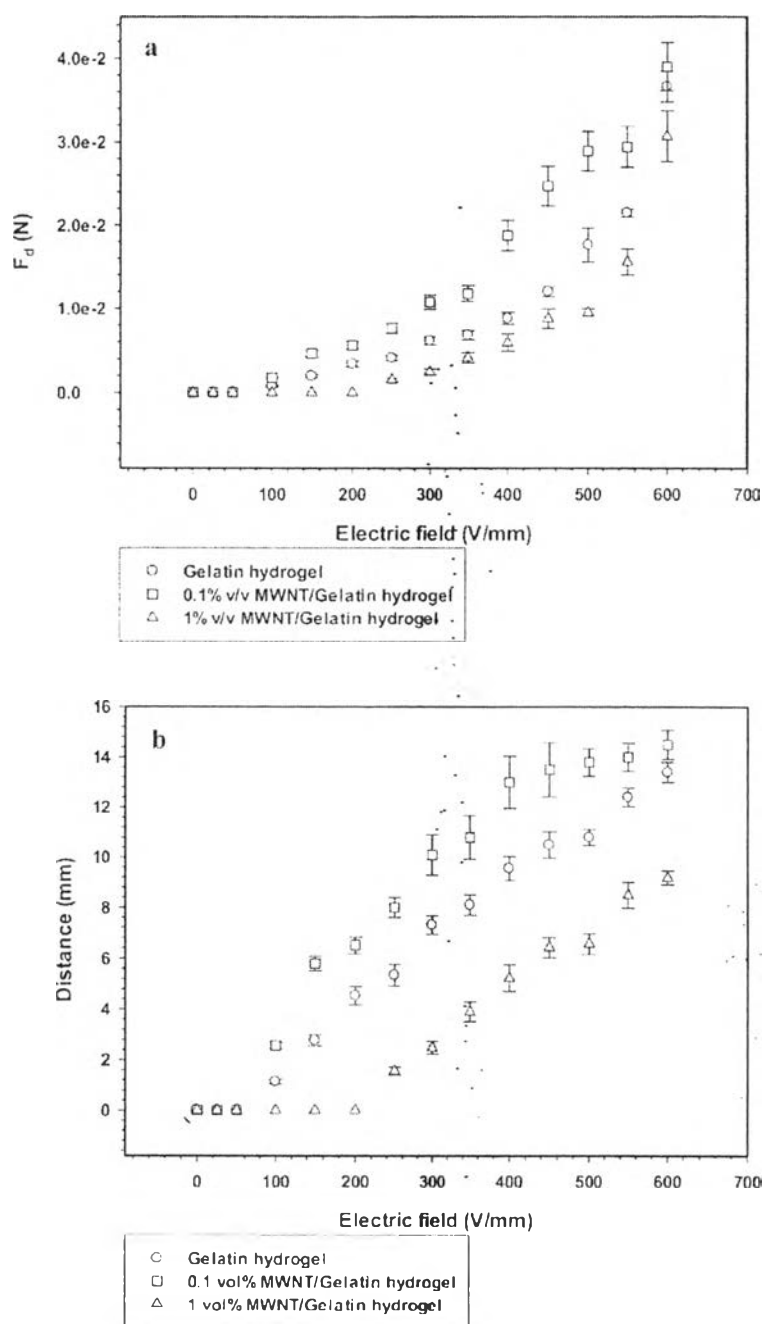 a
4.0e-2
3.0e-2
2.0e-2
1.0e-2
0.0
F_d (N)
0 100 200 300 400 500 600 700
Electric field (V/mm)
Gelatin hydrogel
0.1% v/v MWNT/Gelatin hydrogel
1% v/v MWNT/Gelatin hydrogel
b
16
14
12
10
8
6
4
2
0
Distance (mm)
0 100 200 300 400 500 600 700
Electric field (V/mm)
Gelatin hydrogel
0.1 vol% MWNT/Gelatin hydrogel
1 vol% MWNT/Gelatin hydrogel